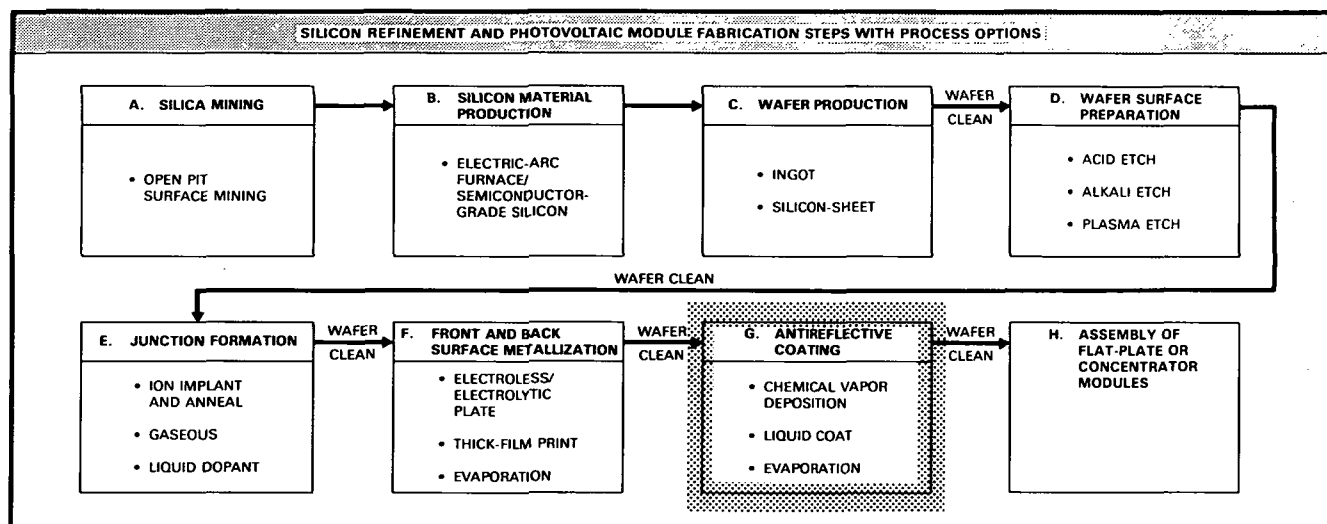 SILICON REFINEMENT AND PHOTOVOLTAIC MODULE FABRICATION STEPS WITH PROCESS OPTIONS
A. SILICA MINING
• OPEN PIT
SURFACE MINING
B. SILICON MATERIAL
PRODUCTION
• ELECTRIC-ARC
FURNACE/
SEMICONDUCTOR-
GRADE SILICON
C. WAFER PRODUCTION
• INGOT
• SILICON-SHEET
WAFER
CLEAN
D. WAFER SURFACE
PREPARATION
• ACID ETCH
• ALKALI ETCH
• PLASMA ETCH
WAFER CLEAN
E. JUNCTION FORMATION
• ION IMPLANT
AND ANNEAL
• GASEOUS
• LIQUID DOPANT
WAFER
CLEAN
F. FRONT AND BACK
SURFACE METALLIZATION
• ELECTROLESS/
ELECTROLYTIC
PLATE
• THICK-FILM PRINT
• EVAPORATION
WAFER
CLEAN
G. ANTIREFLECTIVE
COATING
• CHEMICAL VAPOR
DEPOSITION
• LIQUID COAT
• EVAPORATION
WAFER
CLEAN
H. ASSEMBLY OF
FLAT-PLATE OR
CONCENTRATOR
MODULES